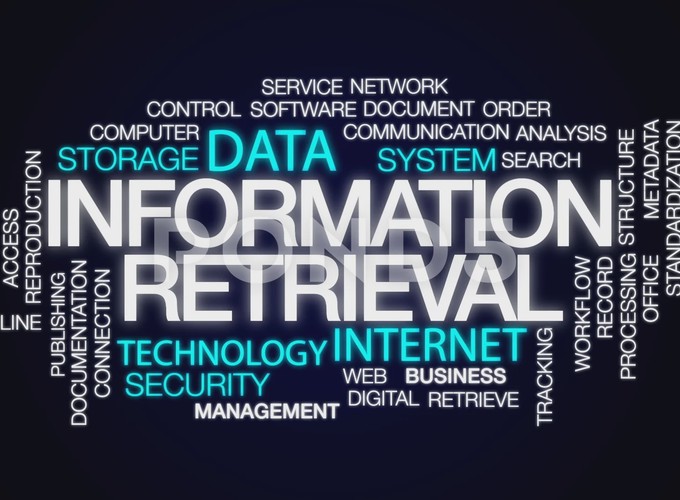 SERVICE NETWORK
CONTROL SOFTWARE DOCUMENT ORDER
COMPUTER COMMUNICATION ANALYSIS
STORAGE DATA SYSTEM SEARCH
INFORMATION
RETRIEVAL
POND5
TECHNOLOGY INTERNET
SECURITY WEB BUSINESS
MANAGEMENT DIGITAL RETRIEVE
ACCESS
REPRODUCTION
LINE
PUBLISHING
DOCUMENTATION
CONNECTION
TRACKING
WORKFLOW
RECORD
PROCESSING STRUCTURE
OFFICE METADATA
STANDARDIZATION